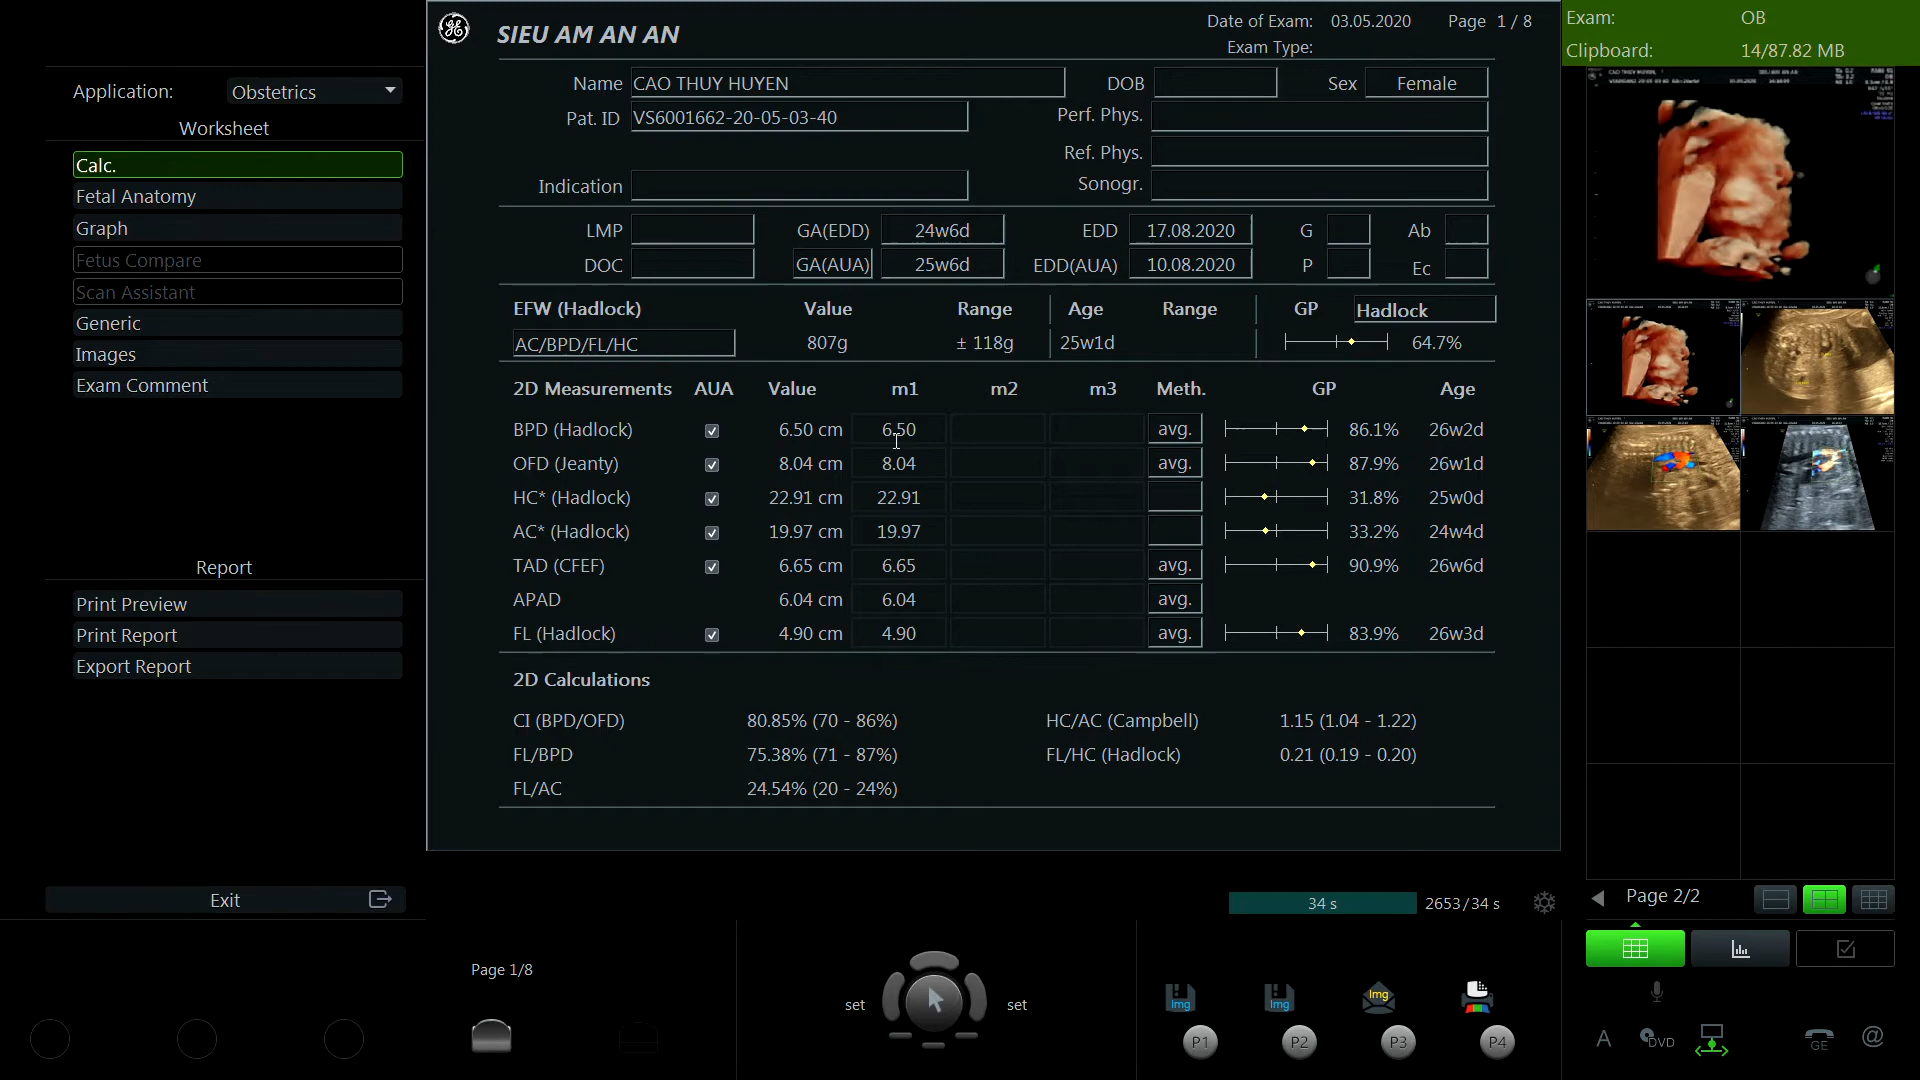 SIEU AM AN AN
Date of Exam: 03.05.2020 Page 1 / 8
Exam Type:
Exam: OB
Clipboard: 14/87.82 MB
Application: Obstetrics
Worksheet
Calc.
Fetal Anatomy
Graph
Fetus Compare
Scan Assistant
Generic
Images
Exam Comment
Report
Print Preview
Print Report
Export Report
Exit
Name CAO THUY HUYEN DOB Sex Female
Pat. ID VS6001662-20-05-03-40 Perf. Phys.
Ref. Phys.
Indication Sonogr.
LMP GA(EDD) 24w6d EDD 17.08.2020 G Ab
DOC GA(AUA) 25w6d EDD(AUA) 10.08.2020 P Ec
EFW (Hadlock) Value Range Age Range GP Hadlock
AC/BPD/FL/HC 807g ± 118g 25w1d 64.7%
2D Measurements AUA Value m1 m2 m3 Meth. GP Age
BPD (Hadlock) 6.50 cm 6.50 avg. 86.1% 26w2d
OFD (Jeanty) 8.04 cm 8.04 avg. 87.9% 26w1d
HC* (Hadlock) 22.91 cm 22.91 31.8% 25w0d
AC* (Hadlock) 19.97 cm 19.97 33.2% 24w4d
TAD (CFEF) 6.65 cm 6.65 avg. 90.9% 26w6d
APAD 6.04 cm 6.04 avg.
FL (Hadlock) 4.90 cm 4.90 avg. 83.9% 26w3d
2D Calculations
CI (BPD/OFD) 80.85% (70 - 86%) HC/AC (Campbell) 1.15 (1.04 - 1.22)
FL/BPD 75.38% (71 - 87%) FL/HC (Hadlock) 0.21 (0.19 - 0.20)
FL/AC 24.54% (20 - 24%)
34 s 2653/34 s
Page 2/2
Page 1/8
set set
Img Img Img
P1 P2 P3 P4
A DVD GE @